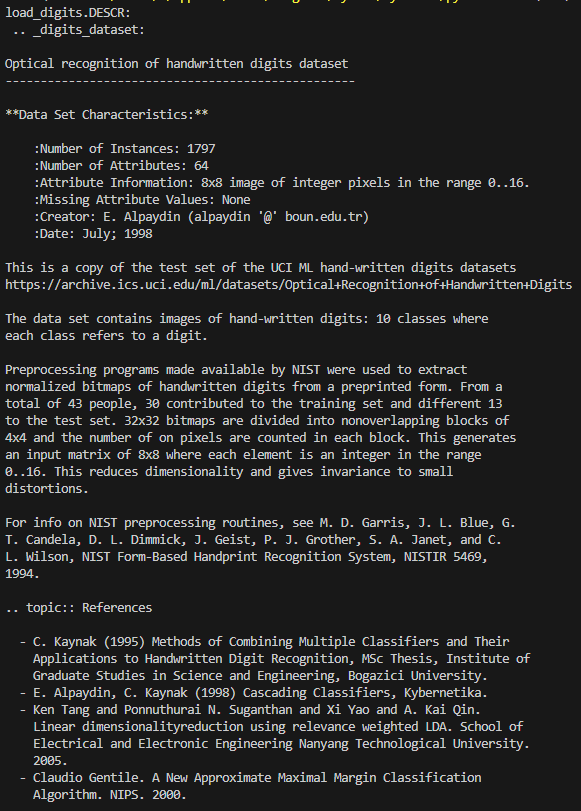 load_digits.DESCR:
.. _digits_dataset:
Optical recognition of handwritten digits dataset
--------------------------------------------------
**Data Set Characteristics:**
:Number of Instances: 1797
:Number of Attributes: 64
:Attribute Information: 8x8 image of integer pixels in the range 0..16.
:Missing Attribute Values: None
:Creator: E. Alpaydin (alpaydin '@' boun.edu.tr)
:Date: July; 1998
This is a copy of the test set of the UCI ML hand-written digits datasets
https://archive.ics.uci.edu/ml/datasets/Optical+Recognition+of+Handwritten+Digits
The data set contains images of hand-written digits: 10 classes where
each class refers to a digit.
Preprocessing programs made available by NIST were used to extract
normalized bitmaps of handwritten digits from a preprinted form. From a
total of 43 people, 30 contributed to the training set and different 13
to the test set. 32x32 bitmaps are divided into nonoverlapping blocks of
4x4 and the number of on pixels are counted in each block. This generates
an input matrix of 8x8 where each element is an integer in the range
0..16. This reduces dimensionality and gives invariance to small
distortions.
For info on NIST preprocessing routines, see M. D. Garris, J. L. Blue, G.
T. Candela, D. L. Dimmick, J. Geist, P. J. Grother, S. A. Janet, and C.
L. Wilson, NIST Form-Based Handprint Recognition System, NISTIR 5469,
1994.
.. topic:: References
- C. Kaynak (1995) Methods of Combining Multiple Classifiers and Their
Applications to Handwritten Digit Recognition, MSc Thesis, Institute of
Graduate Studies in Science and Engineering, Bogazici University.
- E. Alpaydin, C. Kaynak (1998) Cascading Classifiers, Kybernetika.
- Ken Tang and Ponnuthurai N. Suganthan and Xi Yao and A. Kai Qin.
Linear dimensionalityreduction using relevance weighted LDA. School of
Electrical and Electronic Engineering Nanyang Technological University.
2005.
- Claudio Gentile. A New Approximate Maximal Margin Classification
Algorithm. NIPS. 2000.